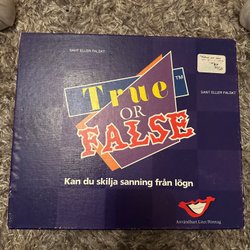 SANT ELLER FALSKT
SANT ELLER FALSKT
True
TM
OR
FALSE
Kan du skilja sanning från lögn